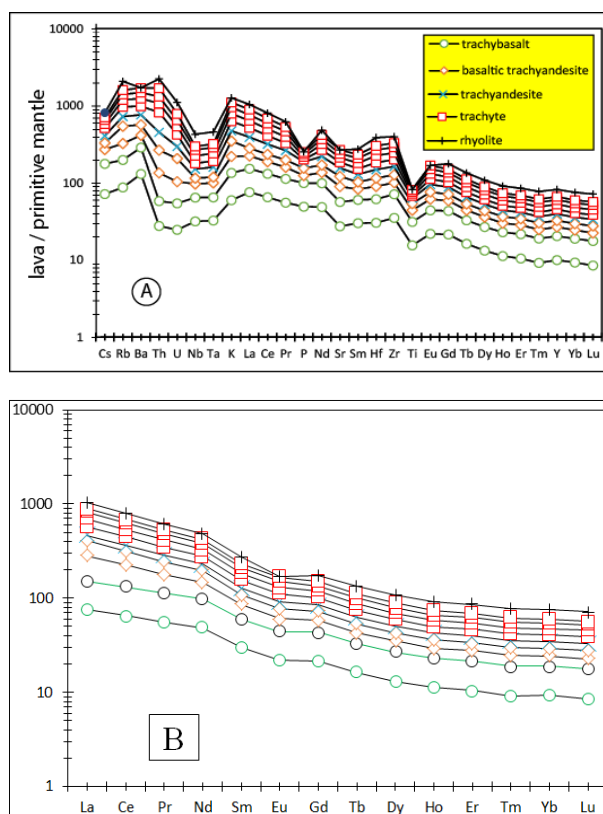 10000
1000
100
10
1
lava / primitive mantle
trachybasalt
basaltic trachyandesite
trachyandesite
trachyte
rhyolite
A
Cs Rb Ba Th U Nb Ta K La Ce Pr P Nd Sr Sm Hf Zr Ti Eu Gd Tb Dy Ho Er Tm Y Yb Lu
10000
1000
100
10
1
B
La Ce Pr Nd Sm Eu Gd Tb Dy Ho Er Tm Yb Lu